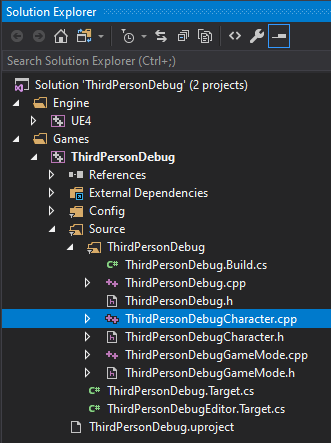 Solution Explorer
Search Solution Explorer (Ctrl+;)
Solution 'ThirdPersonDebug' (2 projects)
Engine
UE4
Games
ThirdPersonDebug
References
External Dependencies
Config
Source
ThirdPersonDebug
C# ThirdPersonDebug.Build.cs
ThirdPersonDebug.cpp
ThirdPersonDebug.h
ThirdPersonDebugCharacter.cpp
ThirdPersonDebugCharacter.h
ThirdPersonDebugGameMode.cpp
ThirdPersonDebugGameMode.h
C# ThirdPersonDebug.Target.cs
C# ThirdPersonDebugEditor.Target.cs
ThirdPersonDebug.uproject